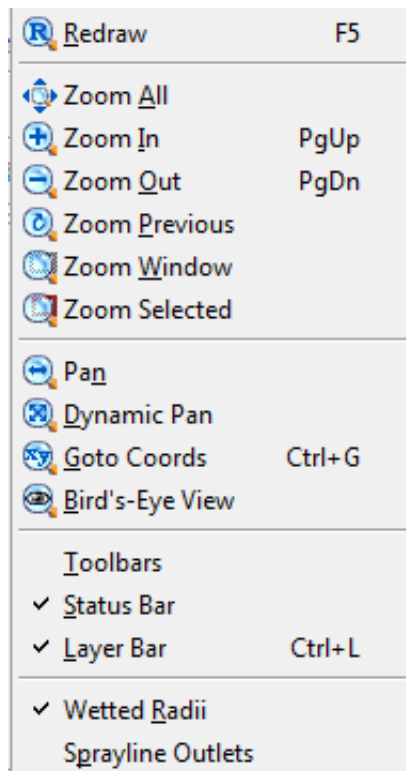 Redraw F5
Zoom All
Zoom In PgUp
Zoom Out PgDn
Zoom Previous
Zoom Window
Zoom Selected
Pan
Dynamic Pan
Goto Coords Ctrl+G
Bird's-Eye View
Toolbars
Status Bar
Layer Bar Ctrl+L
Wetted Radii
Sprayline Outlets